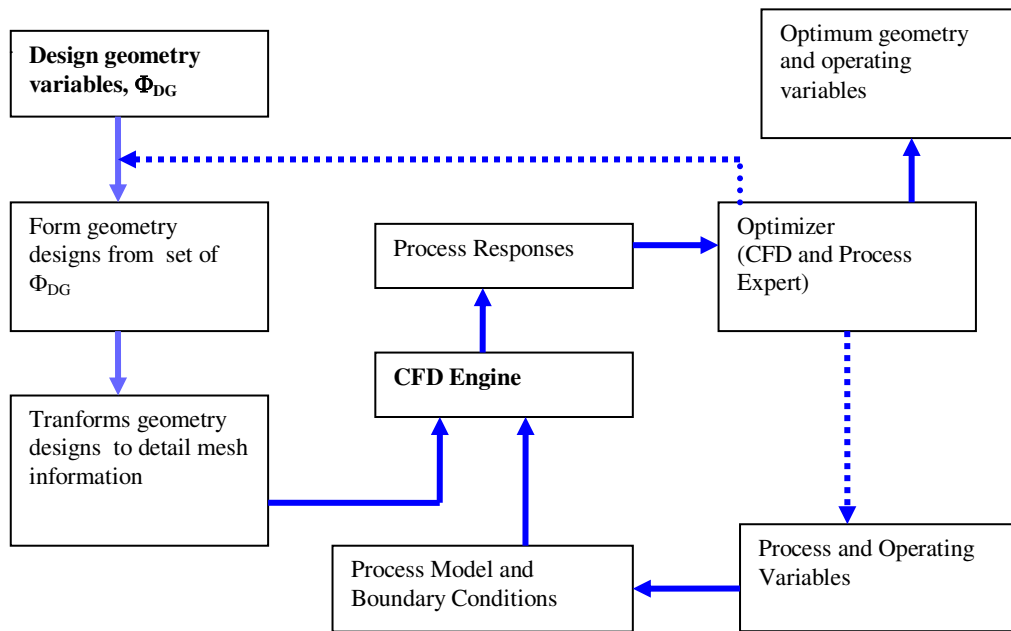 Design geometry
variables, Φ_DG
Optimum geometry
and operating
variables
Form geometry
designs from set of
Φ_DG
Process Responses
Optimizer
(CFD and Process
Expert)
CFD Engine
Tranforms geometry
designs to detail mesh
information
Process Model and
Boundary Conditions
Process and Operating
Variables